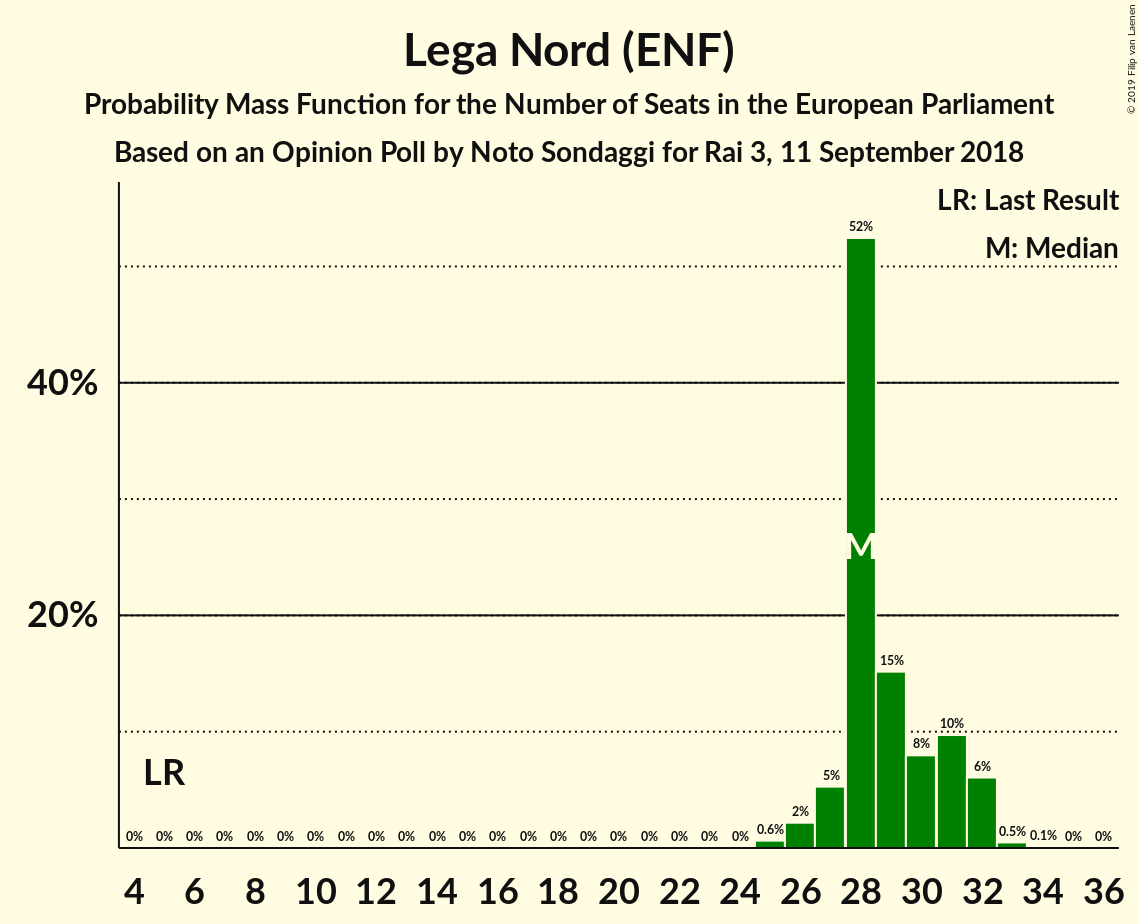 Lega Nord (ENF)
Probability Mass Function for the Number of Seats in the European Parliament
Based on an Opinion Poll by Noto Sondaggi for Rai 3, 11 September 2018
© 2019 Filip van Laenen
LR: Last Result
M: Median
52%
40%
M
20%
15%
10%
8%
6%
5%
2%
LR
0% 0% 0% 0% 0% 0% 0% 0% 0% 0% 0% 0% 0% 0% 0% 0% 0% 0% 0% 0% 0% 0.6% 0.5% 0.1% 0% 0%
4 6 8 10 12 14 16 18 20 22 24 26 28 30 32 34 36